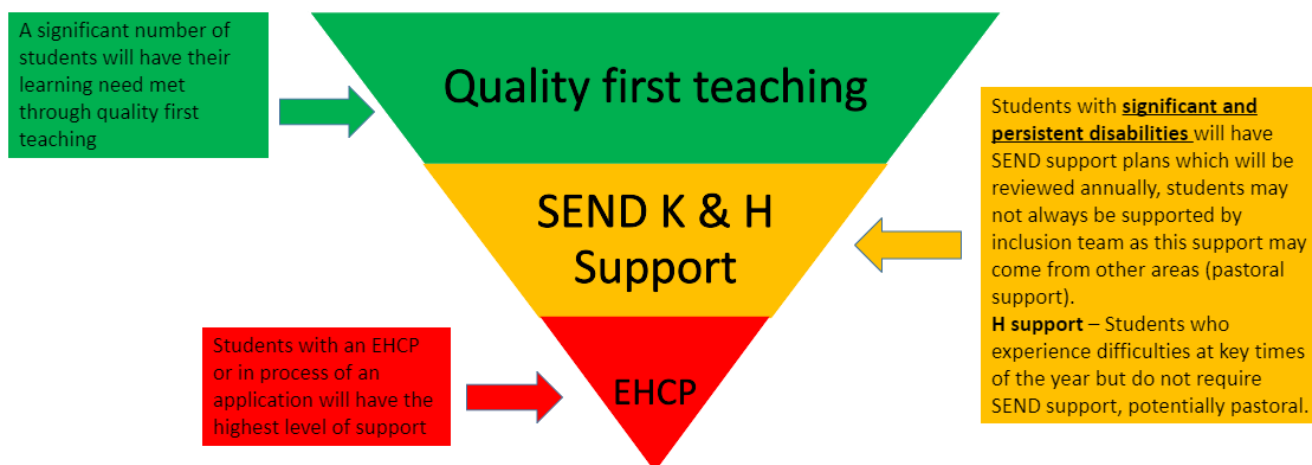 A significant number of
students will have their
learning need met
through quality first
teaching
Quality first teaching
Students with significant and
persistent disabilities will have
SEND support plans which will be
reviewed annually, students may
not always be supported by
inclusion team as this support may
come from other areas (pastoral
support).
H support – Students who
experience difficulties at key times
of the year but do not require
SEND support, potentially pastoral.
SEND K & H
Support
Students with an EHCP
or in process of an
application will have the
highest level of support
EHCP